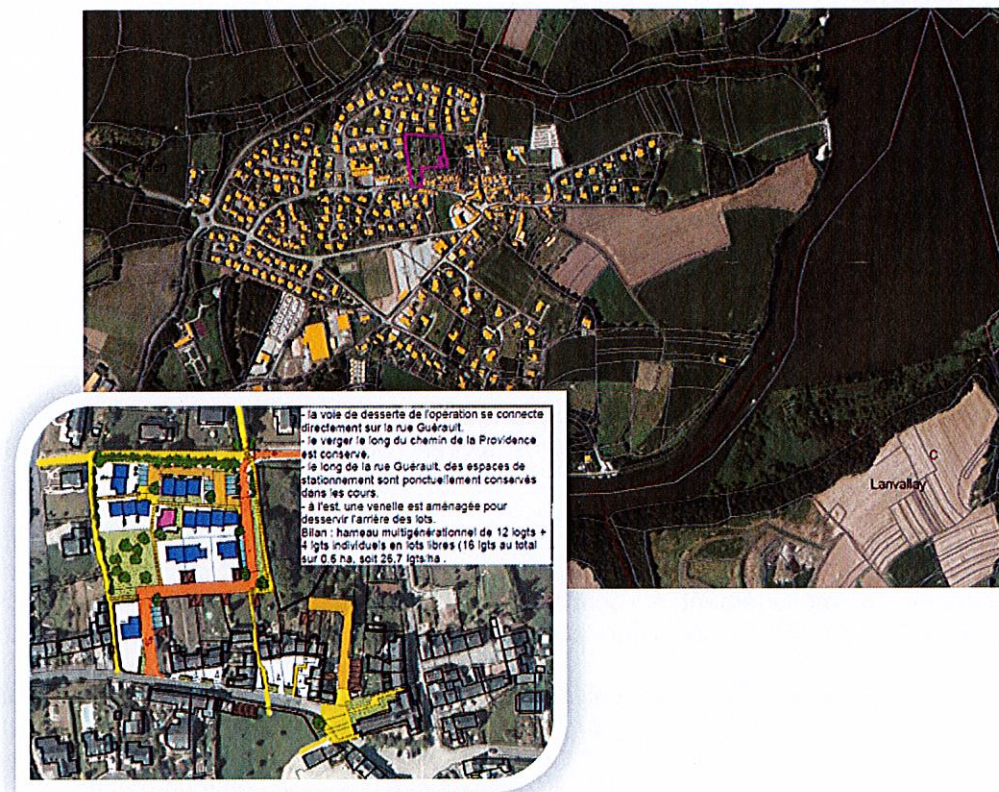 - la voie de desserte de l'opération se connecte
directement sur la rue Guérault.
- le verger le long du chemin de la Providence
est conservé.
- le long de la rue Guérault, des espaces de
stationnement sont ponctuellement conservés
dans les cours.
- à l'est, une venelle est aménagée pour
desservir l'arrière des lots.
Bilan : hameau multigénérationnel de 12 logts +
4 lgts individuels en lots libres (16 lgts au total
sur 0.6 ha, soit 26,7 lgts/ha .
C
Lanvallay